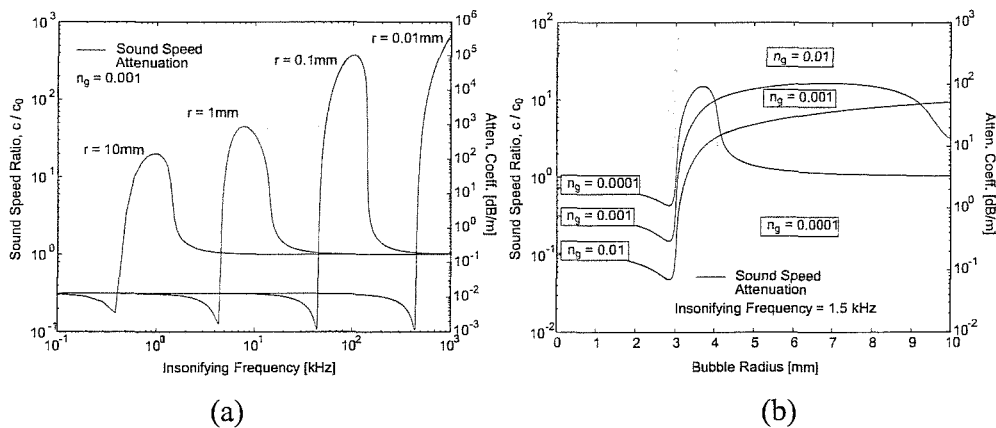 10^3
10^2
10^1
10^0
10^-1
Sound Speed Ratio, c / c0
Sound Speed
Attenuation
n_g = 0.001
r = 10mm
r = 1mm
r = 0.1mm
r = 0.01mm
10^6
10^5
10^4
10^3
10^2
10^1
10^0
10^-1
10^-2
10^-3
Atten. Coeff. [dB/m]
10^-1
10^0
10^1
10^2
10^3
Insonifying Frequency [kHz]
(a)
10^2
10^1
10^0
10^-1
10^-2
Sound Speed Ratio, c / c0
n_g = 0.01
n_g = 0.001
n_g = 0.0001
n_g = 0.001
n_g = 0.01
n_g = 0.0001
Sound Speed
Attenuation
Insonifying Frequency = 1.5 kHz
10^3
10^2
10^1
10^0
10^-1
10^-2
Atten. Coeff. [dB/m]
0 1 2 3 4 5 6 7 8 9 10
Bubble Radius [mm]
(b)